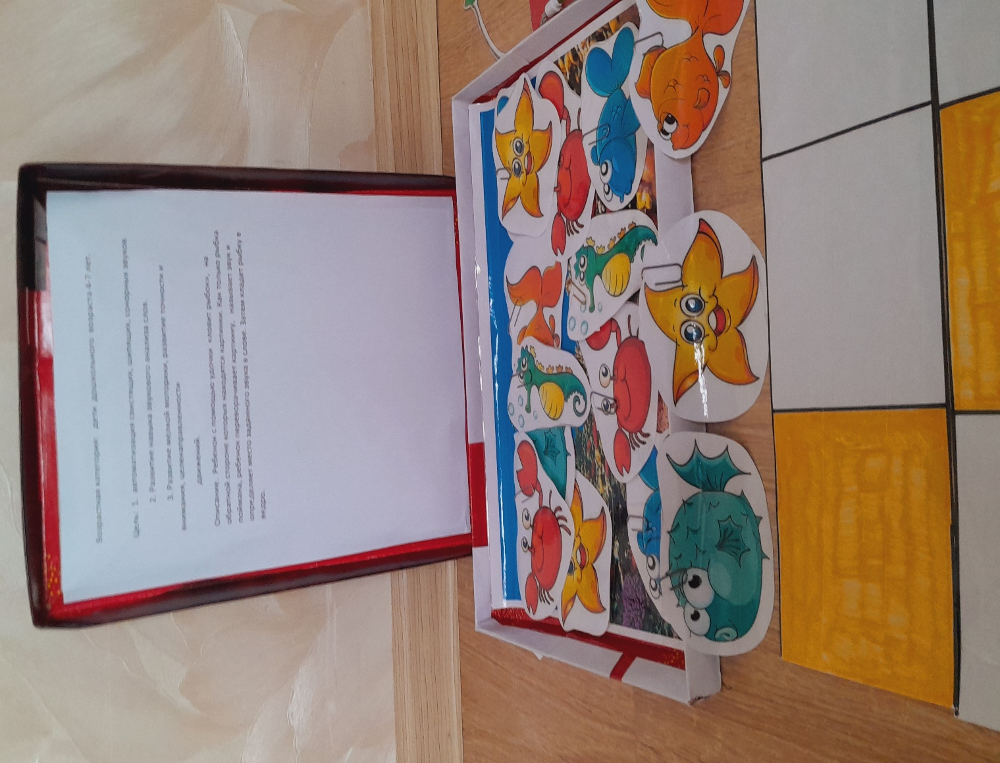 Возрастная категория: дети дошкольного возраста 4-7 лет.
Цель: 1. автоматизация свистящих, шипящих, сонорных звуков.
2. Развитие навыка звукового анализа слов.
3. Развитие мелкой моторики, развитие точности и
внимания, целенаправленности
движений.
Описание. Ребёнок с помощью удочки «ловит рыбок», на
обратной стороне которых находятся картинки. Как только рыбка
поймана, ребёнок переворачивает картинку, называет звук и
определяет место заданного звука в слове. Затем кладет рыбку в
ведро.